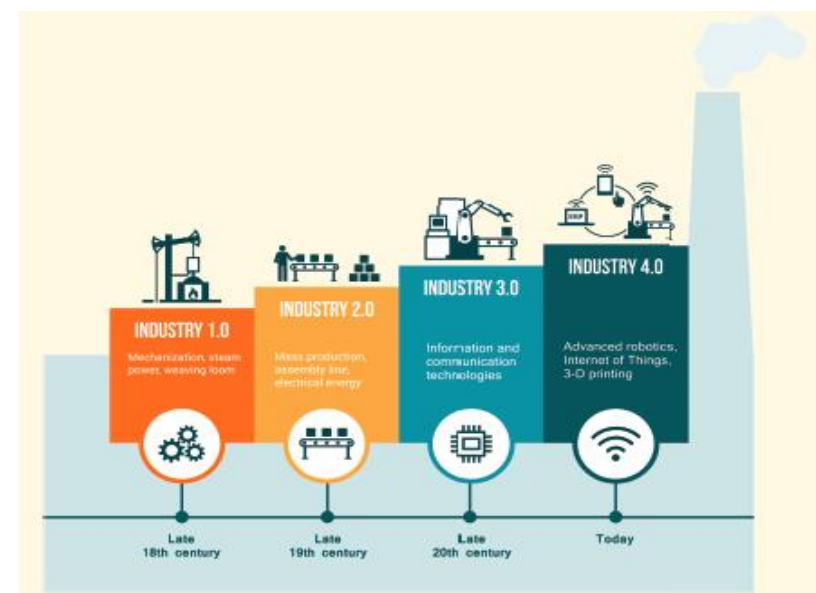 INDUSTRY 1.0
Mechanization, steam
power, weaving loom
INDUSTRY 2.0
Mass production,
assembly line,
electrical energy
INDUSTRY 3.0
Information and
communication
technologies
INDUSTRY 4.0
Advanced robotics,
Internet of Things,
3-D printing
Late
18th century
Late
19th century
Late
20th century
Today